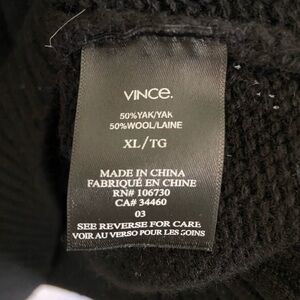 VINCE.
50%YAK/YAK
50%WOOL/LAINE
XL/TG
MADE IN CHINA
FABRIQUÉ EN CHINE
RN# 106730
CA# 34460
03
SEE REVERSE FOR CARE
VOIR AU VERSO POUR LES SOINS